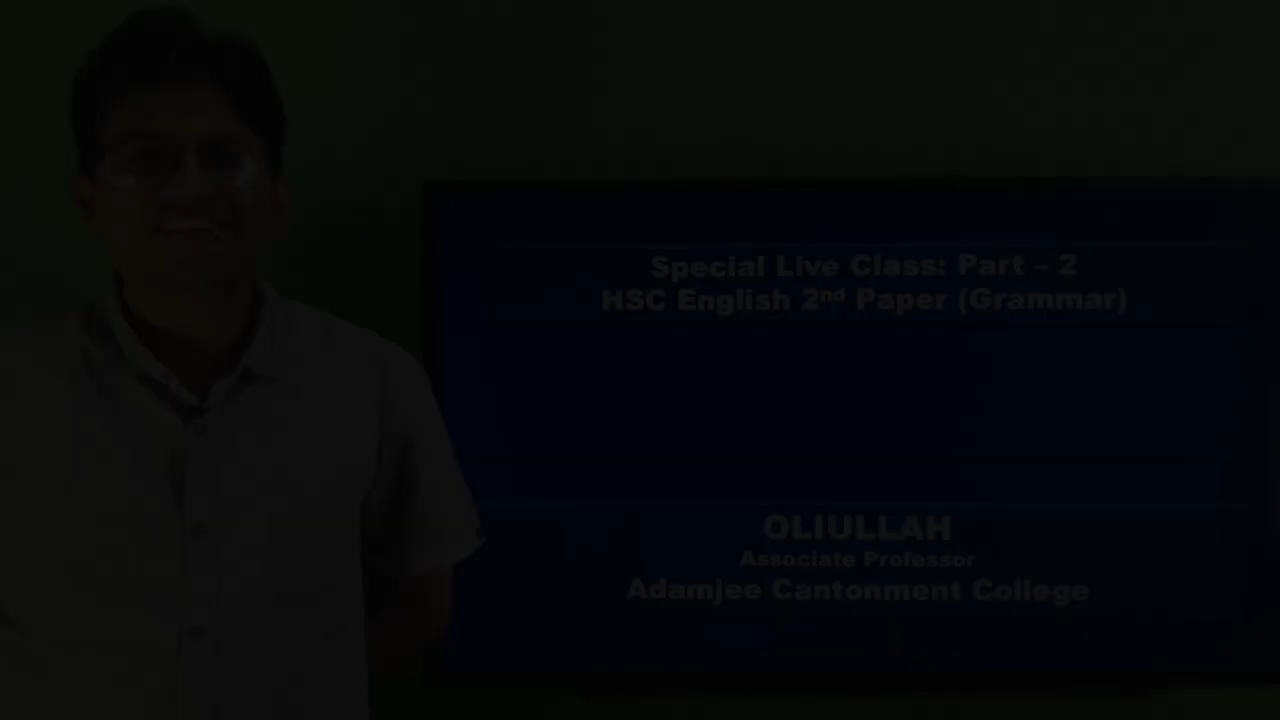 Special Live Class: Part – 2
HSC English 2nd Paper (Grammar)
OLIULLAH
Associate Professor
Adamjee Cantonment College